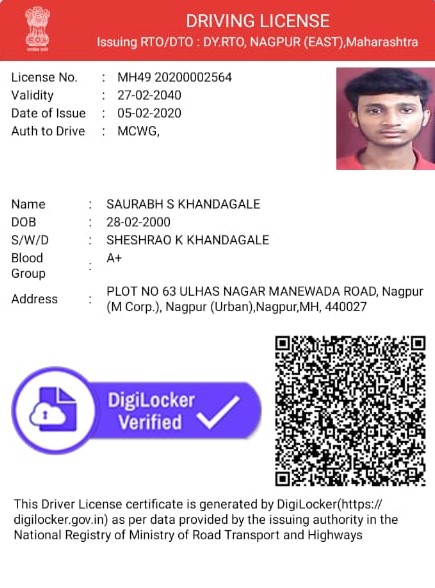 DRIVING LICENSE
Issuing RTO/DTO : DY.RTO, NAGPUR (EAST),Maharashtra
License No. : MH49 20200002564
Validity : 27-02-2040
Date of Issue : 05-02-2020
Auth to Drive : MCWG,
Name : SAURABH S KHANDAGALE
DOB : 28-02-2000
S/W/D : SHESHRAO K KHANDAGALE
Blood Group : A+
Address : PLOT NO 63 ULHAS NAGAR MANEWADA ROAD, Nagpur
(M Corp.), Nagpur (Urban),Nagpur,MH, 440027
DigiLocker
Verified
This Driver License certificate is generated by DigiLocker(https://
digilocker.gov.in) as per data provided by the issuing authority in the
National Registry of Ministry of Road Transport and Highways